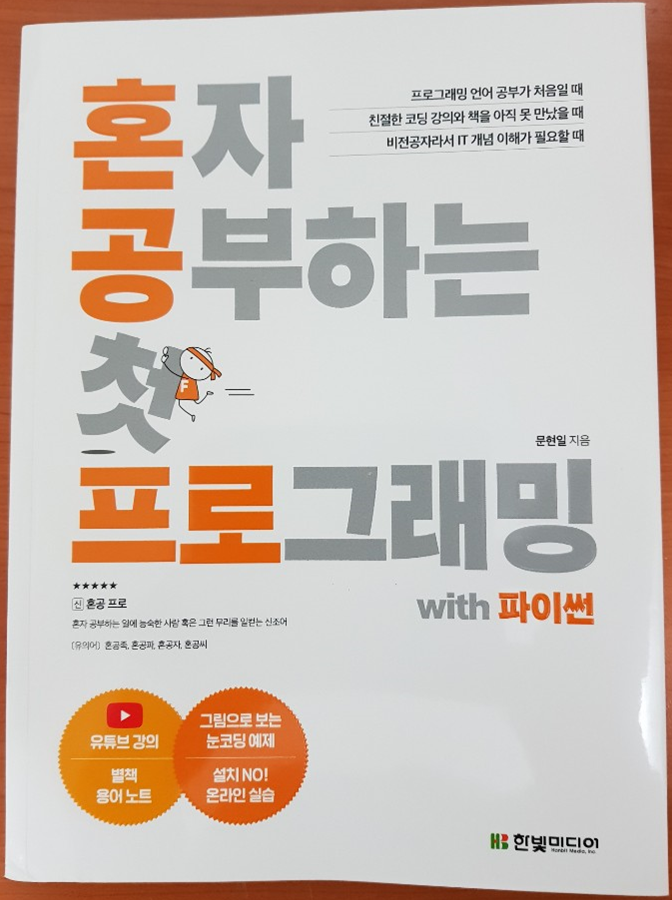 혼자
공부하는
첫
프로그래밍
with 파이썬
프로그래밍 언어 공부가 처음일 때
친절한 코딩 강의와 책을 아직 못 만났을 때
비전공자라서 IT 개념 이해가 필요할 때
F
문현일 지음
★★★★★
[신] 혼공 프로
혼자 공부하는 일에 능숙한 사람 혹은 그런 무리를 일컫는 신조어
[유의어] 혼공족, 혼공파, 혼공자, 혼공씨
유튜브 강의
별책
용어 노트
그림으로 보는
눈코딩 예제
설치 NO!
온라인 실습
HB 한빛미디어
Hanbit Media, Inc.